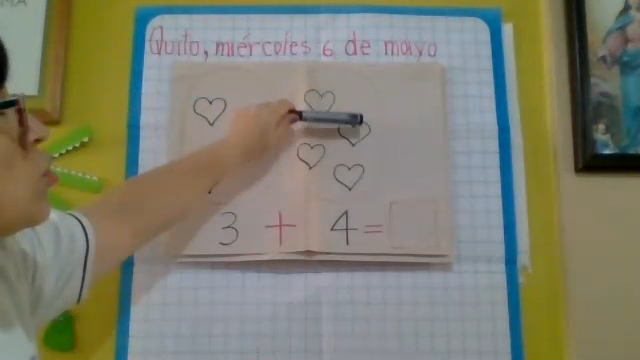 Quito, miércoles 6 de mayo
3 + 4 =